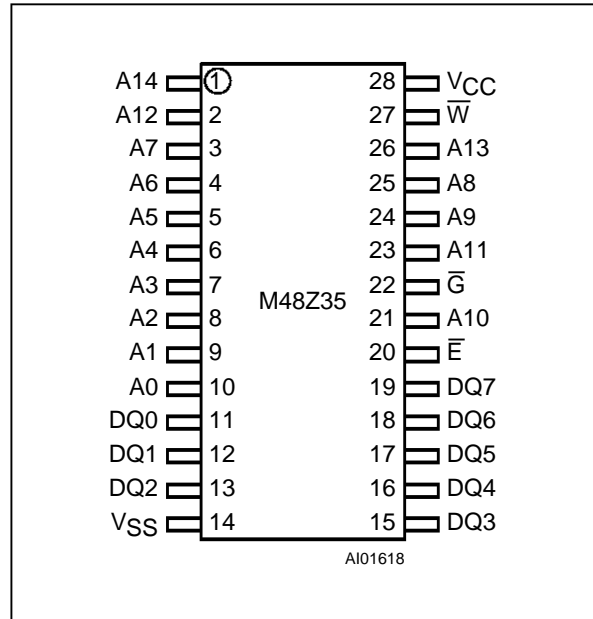 A14 1 28 VCC
A12 2 27 W̅
A7 3 26 A13
A6 4 25 A8
A5 5 24 A9
A4 6 23 A11
A3 7 22 G̅
M48Z35
A2 8 21 A10
A1 9 20 E̅
A0 10 19 DQ7
DQ0 11 18 DQ6
DQ1 12 17 DQ5
DQ2 13 16 DQ4
VSS 14 15 DQ3
AI01618